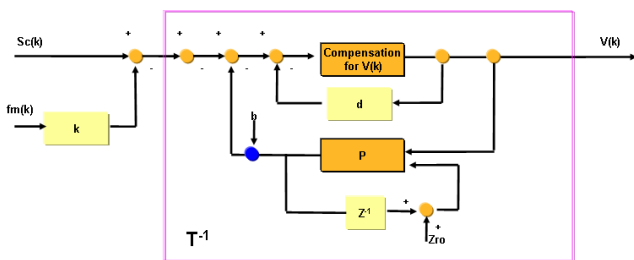 + + + +
Sc(k)
V(k)
- - - -
Compensation
for V(k)
fm(k)
d
k
b
P
Z-1
+
+
T-1
Zro